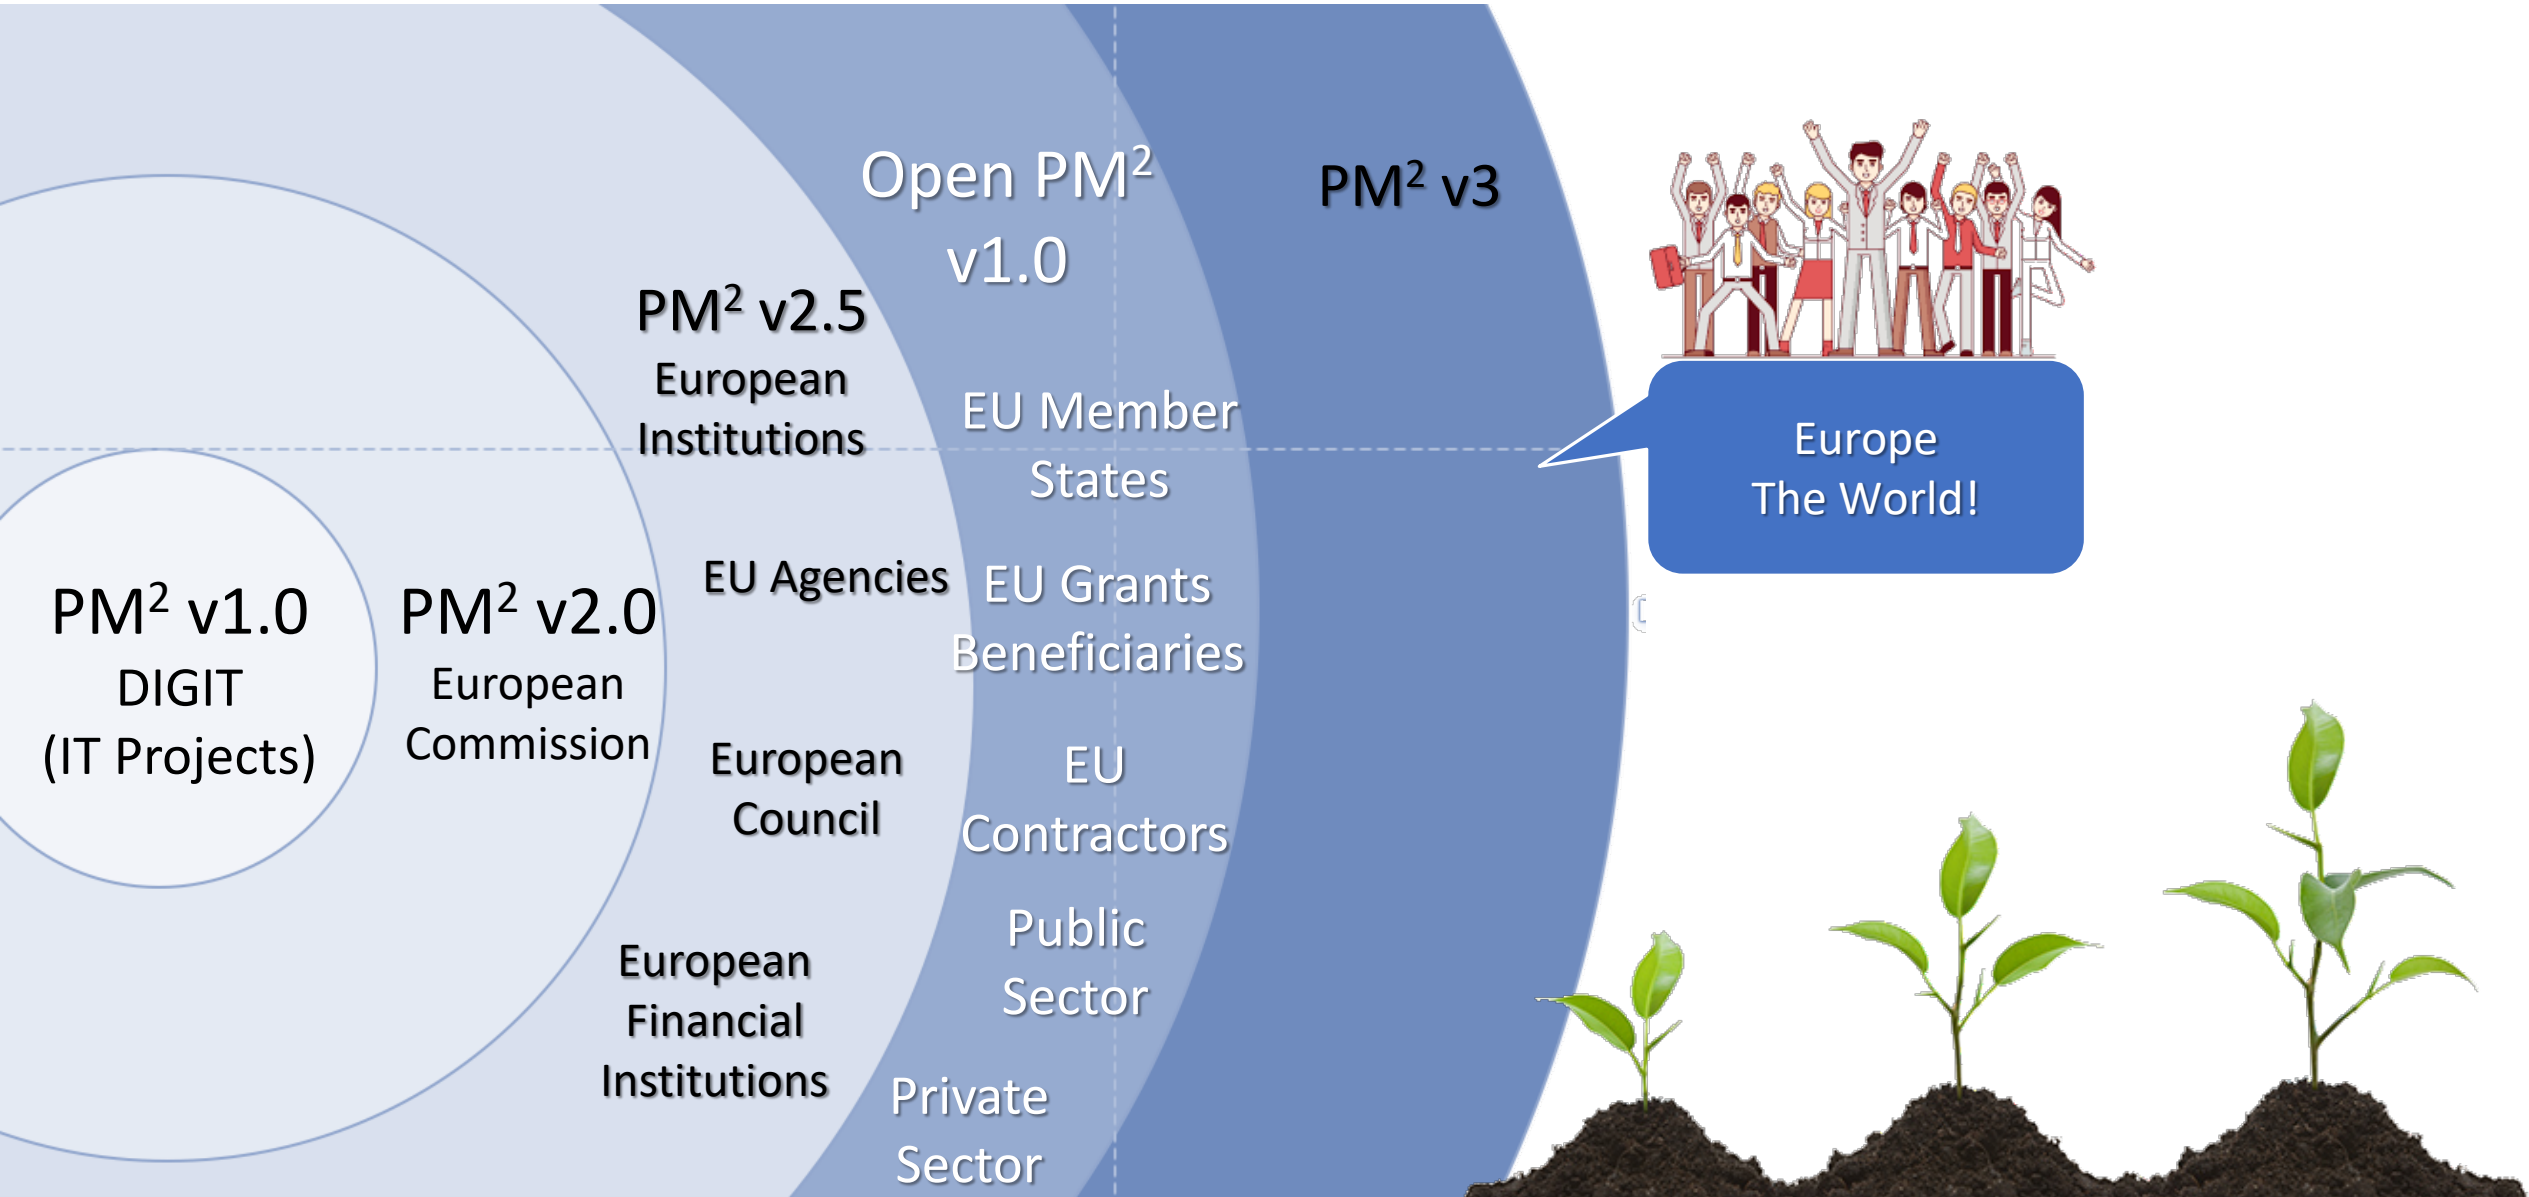 PM² v1.0
DIGIT
(IT Projects)
PM² v2.0
European
Commission
PM² v2.5
European
Institutions
EU Agencies
European
Council
European
Financial
Institutions
Open PM²
v1.0
EU Member
States
EU Grants
Beneficiaries
EU
Contractors
Public
Sector
Private
Sector
PM² v3
Europe
The World!